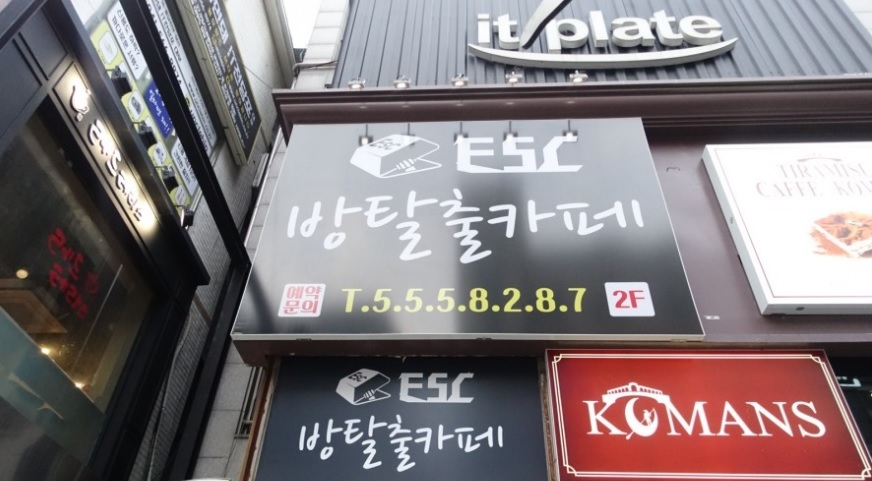 it plate
ESC
방탈출카페
예약
문의
T.5.5.5.8.2.8.7
2F
TIRAMISU
CAFFE KOM
ESC
방탈출카페
KOMANS